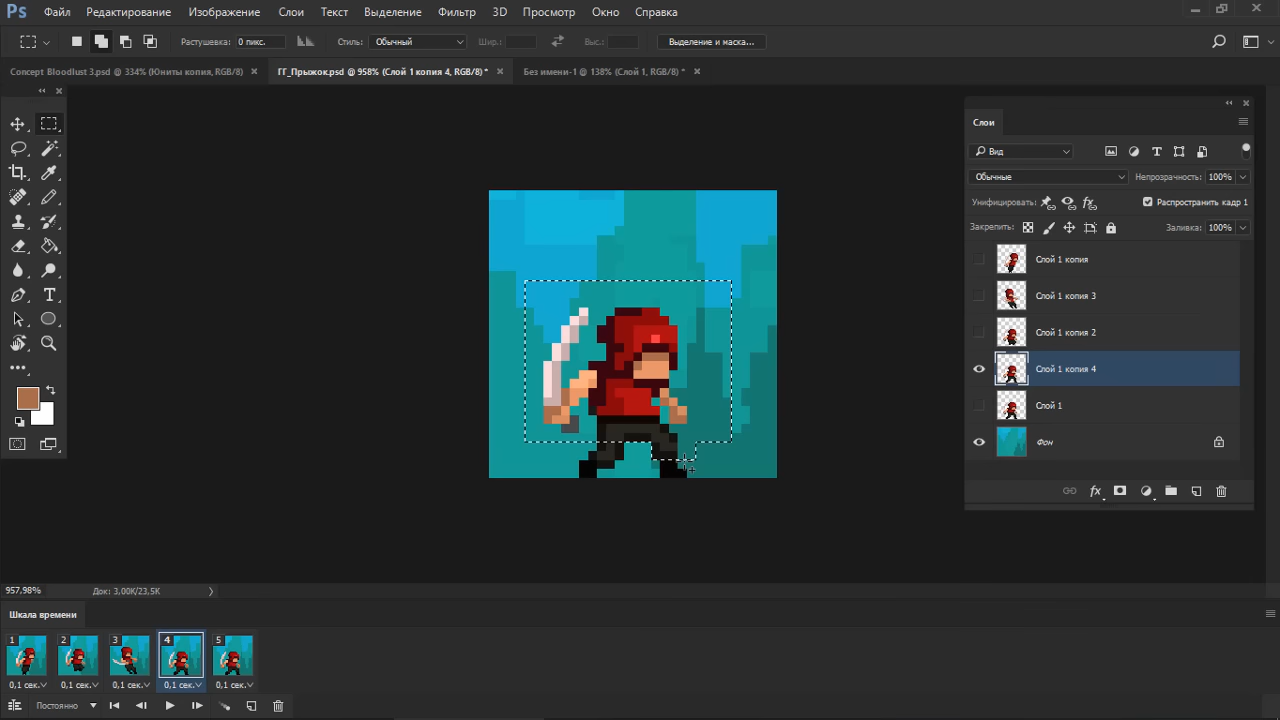 Ps Файл Редактирование Изображение Слои Текст Выделение Фильтр 3D Просмотр Окно Справка
Растушевка: 0 пикс. Стиль: Обычный Шир.: Выс.: Выделение и маска...
Concept Bloodlust 3.psd @ 334% (Юниты копия, RGB/8) ГГ_Прыжок.psd @ 958% (Слой 1 копия 4, RGB/8) * Без имени-1 @ 138% (Слой 1, RGB/8) *
Слои
Вид
Обычные Непрозрачность: 100%
Унифицировать: Распространить кадр 1
Закрепить: Заливка: 100%
Слой 1 копия
Слой 1 копия 3
Слой 1 копия 2
Слой 1 копия 4
Слой 1
Фон
957,98% Док: 3,00K/23,5K
Шкала времени
1 2 3 4 5
0,1 сек. 0,1 сек. 0,1 сек. 0,1 сек. 0,1 сек.
Постоянно